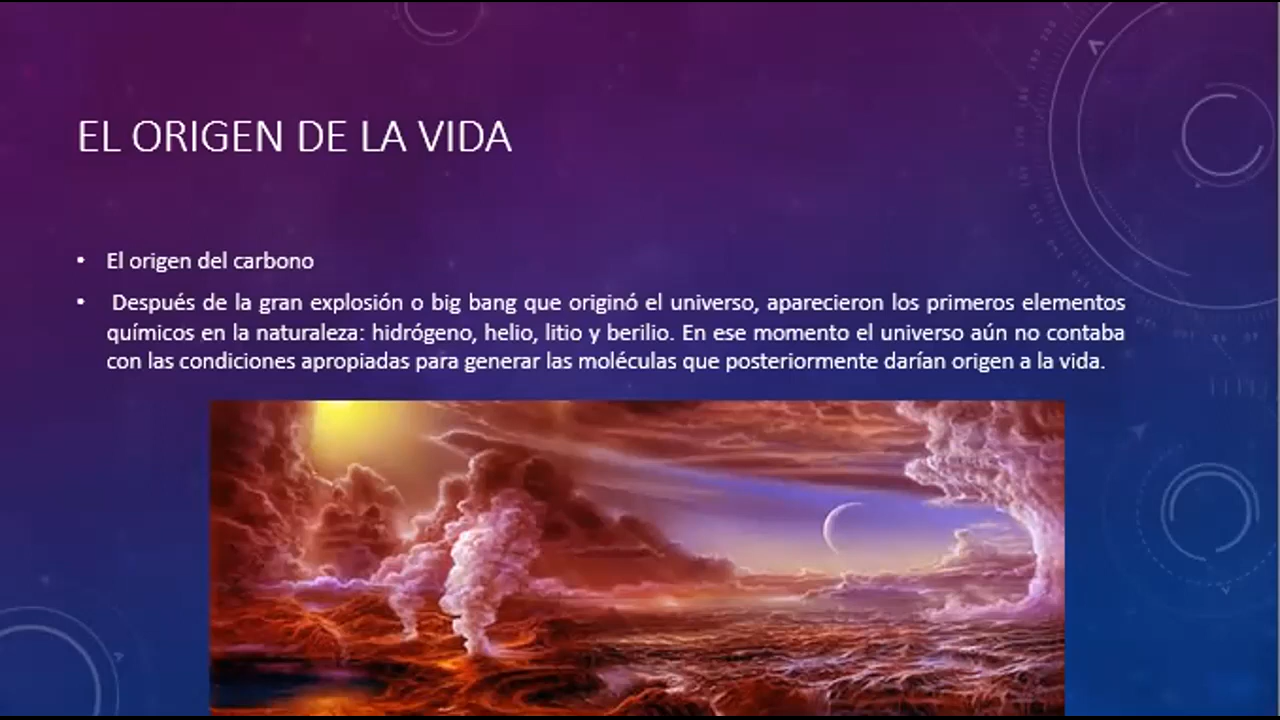 EL ORIGEN DE LA VIDA
• El origen del carbono
• Después de la gran explosión o big bang que originó el universo, aparecieron los primeros elementos
químicos en la naturaleza: hidrógeno, helio, litio y berilio. En ese momento el universo aún no contaba
con las condiciones apropiadas para generar las moléculas que posteriormente darían origen a la vida.